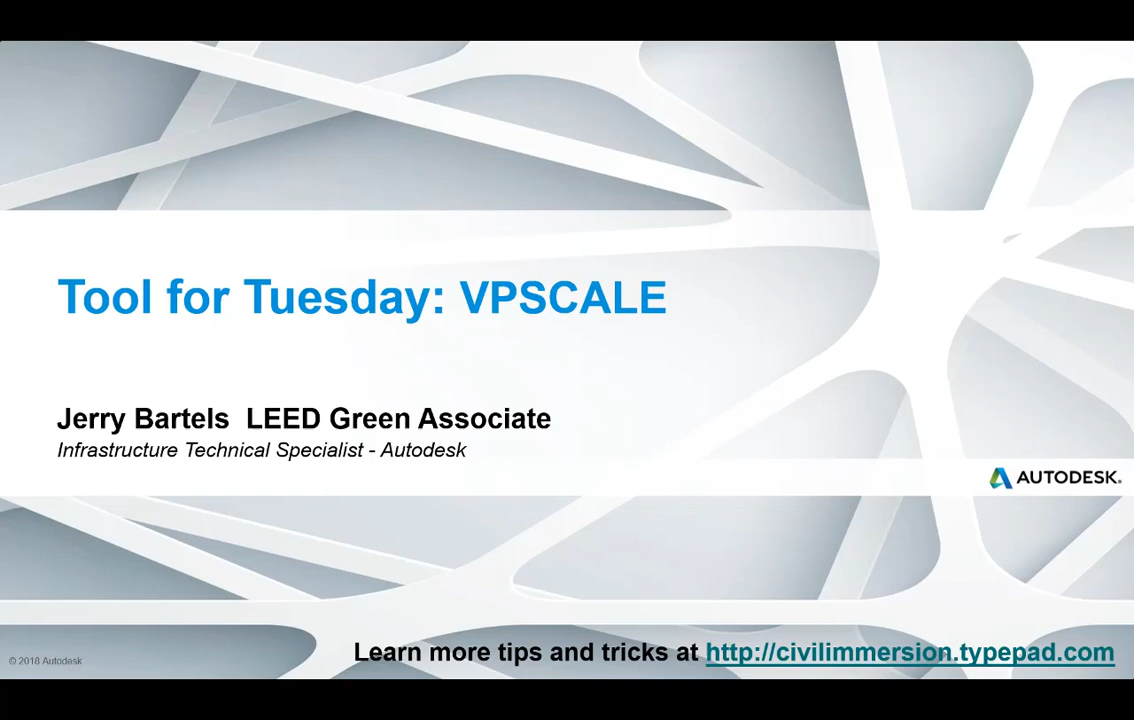 Tool for Tuesday: VPSCALE
Jerry Bartels  LEED Green Associate
Infrastructure Technical Specialist - Autodesk
AUTODESK.
Learn more tips and tricks at http://civilimmersion.typepad.com
© 2018 Autodesk